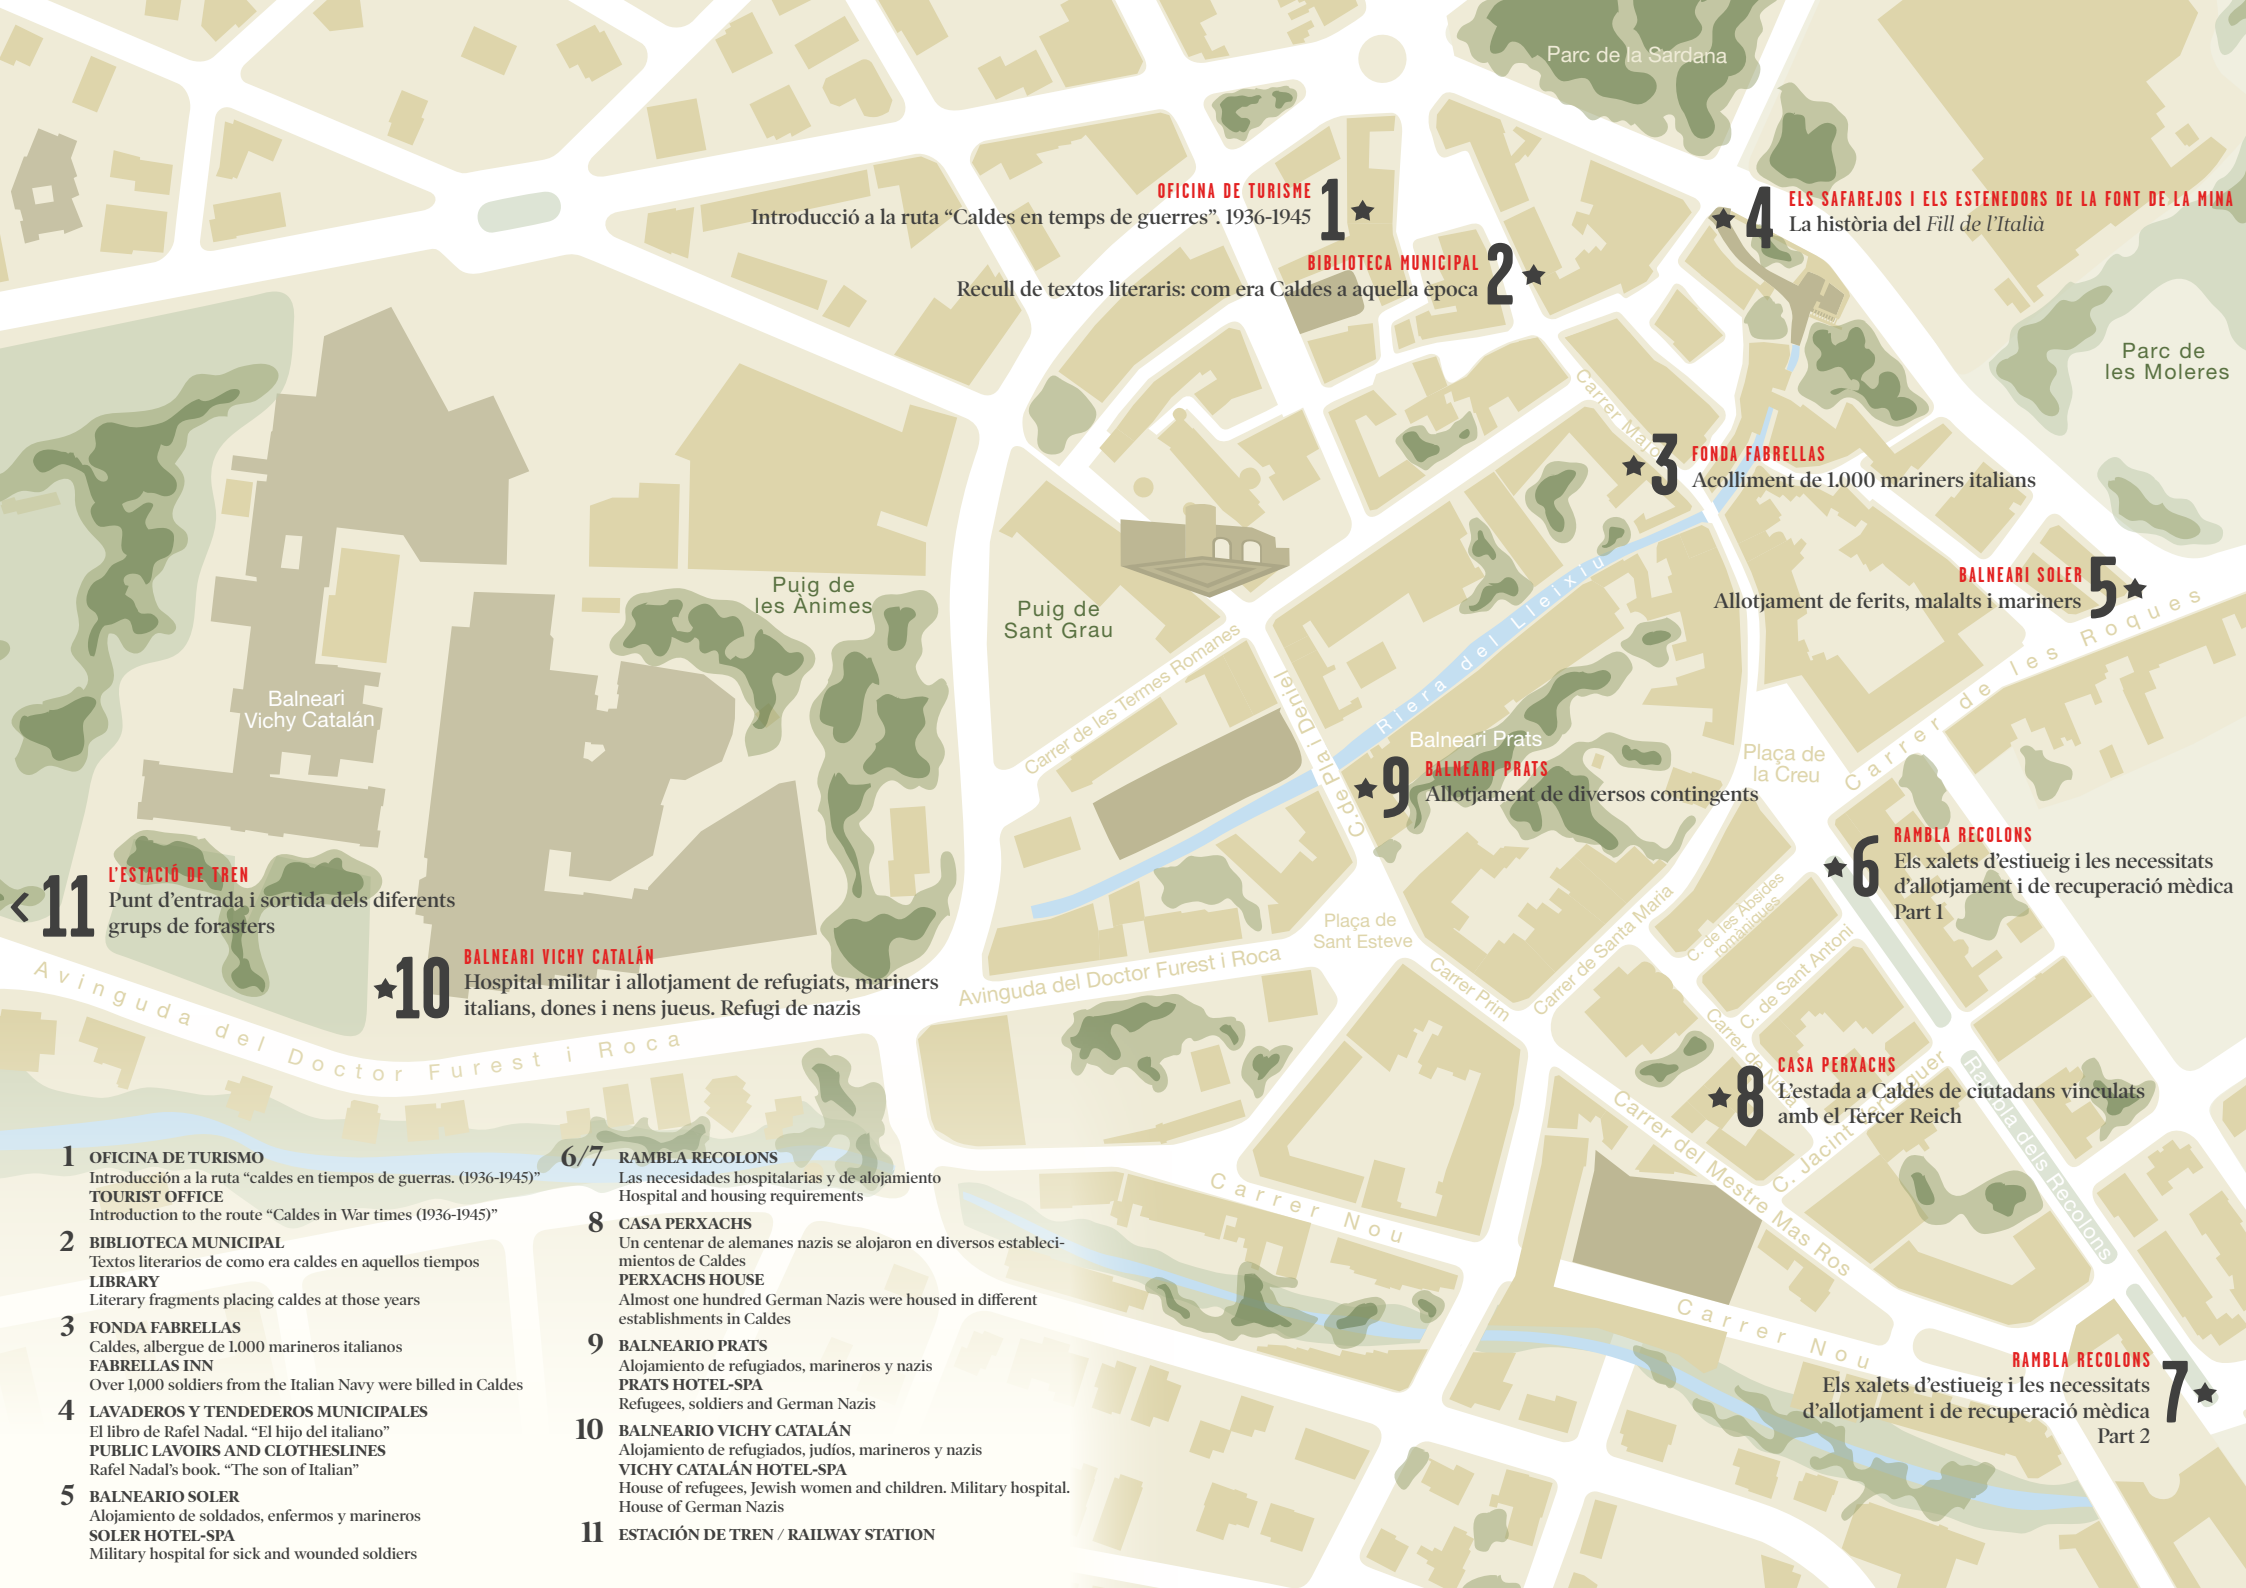 Parc de la Sardana
OFICINA DE TURISME
Introducció a la ruta “Caldes en temps de guerres”. 1936-1945
1
4
ELS SAFAREJOS I ELS ESTENEDORS DE LA FONT DE LA MINA
La història del Fill de l’Italià
BIBLIOTECA MUNICIPAL
Recull de textos literaris: com era Caldes a aquella època
2
Parc de
les Moleres
Carrer Major
3
FONDA FABRELLAS
Acolliment de 1.000 mariners italians
BALNEARI SOLER
Allotjament de ferits, malalts i mariners
5
Puig de
les Ànimes
Puig de
Sant Grau
Carrer de les Termes Romanes
C. de Pla i Deniel
Riera del Lleixiu
Carrer de les Roques
Balneari
Vichy Catalán
Balneari Prats
9
BALNEARI PRATS
Allotjament de diversos contingents
Plaça de
la Creu
6
RAMBLA RECOLONS
Els xalets d’estiueig i les necessitats
d’allotjament i de recuperació mèdica
Part 1
11
L’ESTACIÓ DE TREN
Punt d’entrada i sortida dels diferents
grups de forasters
10
BALNEARI VICHY CATALÁN
Hospital militar i allotjament de refugiats, mariners
italians, dones i nens jueus. Refugi de nazis
Avinguda del Doctor Furest i Roca
Avinguda del Doctor Furest i Roca
Plaça de
Sant Esteve
Carrer Prim
Carrer de Santa Maria
C. de les Absides
romàniques
C. de Sant Antoni
Carrer de
C. Jacint
Rambla dels Recolons
8
CASA PERXACHS
L’estada a Caldes de ciutadans vinculats
amb el Tercer Reich
Carrer del Mestre Mas Ros
Carrer Nou
Carrer Nou
RAMBLA RECOLONS
Els xalets d’estiueig i les necessitats
d’allotjament i de recuperació mèdica
Part 2
7
1 OFICINA DE TURISMO
Introducción a la ruta “caldes en tiempos de guerras. (1936-1945)”
TOURIST OFFICE
Introduction to the route “Caldes in War times (1936-1945)”
2 BIBLIOTECA MUNICIPAL
Textos literarios de como era caldes en aquellos tiempos
LIBRARY
Literary fragments placing caldes at those years
3 FONDA FABRELLAS
Caldes, albergue de 1.000 marineros italianos
FABRELLAS INN
Over 1,000 soldiers from the Italian Navy were billed in Caldes
4 LAVADEROS Y TENDEDEROS MUNICIPALES
El libro de Rafel Nadal. “El hijo del italiano”
PUBLIC LAVOIRS AND CLOTHESLINES
Rafel Nadal’s book. “The son of Italian”
5 BALNEARIO SOLER
Alojamiento de soldados, enfermos y marineros
SOLER HOTEL-SPA
Military hospital for sick and wounded soldiers
6/7 RAMBLA RECOLONS
Las necesidades hospitalarias y de alojamiento
Hospital and housing requirements
8 CASA PERXACHS
Un centenar de alemanes nazis se alojaron en diversos estableci-
mientos de Caldes
PERXACHS HOUSE
Almost one hundred German Nazis were housed in different
establishments in Caldes
9 BALNEARIO PRATS
Alojamiento de refugiados, marineros y nazis
PRATS HOTEL-SPA
Refugees, soldiers and German Nazis
10 BALNEARIO VICHY CATALÁN
Alojamiento de refugiados, judíos, marineros y nazis
VICHY CATALÁN HOTEL-SPA
House of refugees, Jewish women and children. Military hospital.
House of German Nazis
11 ESTACIÓN DE TREN / RAILWAY STATION